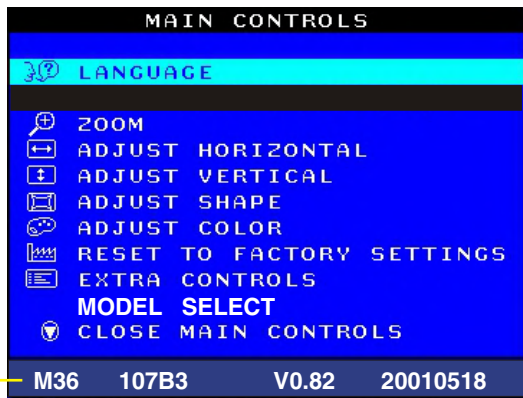 MAIN CONTROLS
LANGUAGE
ZOOM
ADJUST HORIZONTAL
ADJUST VERTICAL
ADJUST SHAPE
ADJUST COLOR
RESET TO FACTORY SETTINGS
EXTRA CONTROLS
MODEL SELECT
CLOSE MAIN CONTROLS
M36 107B3 V0.82 20010518